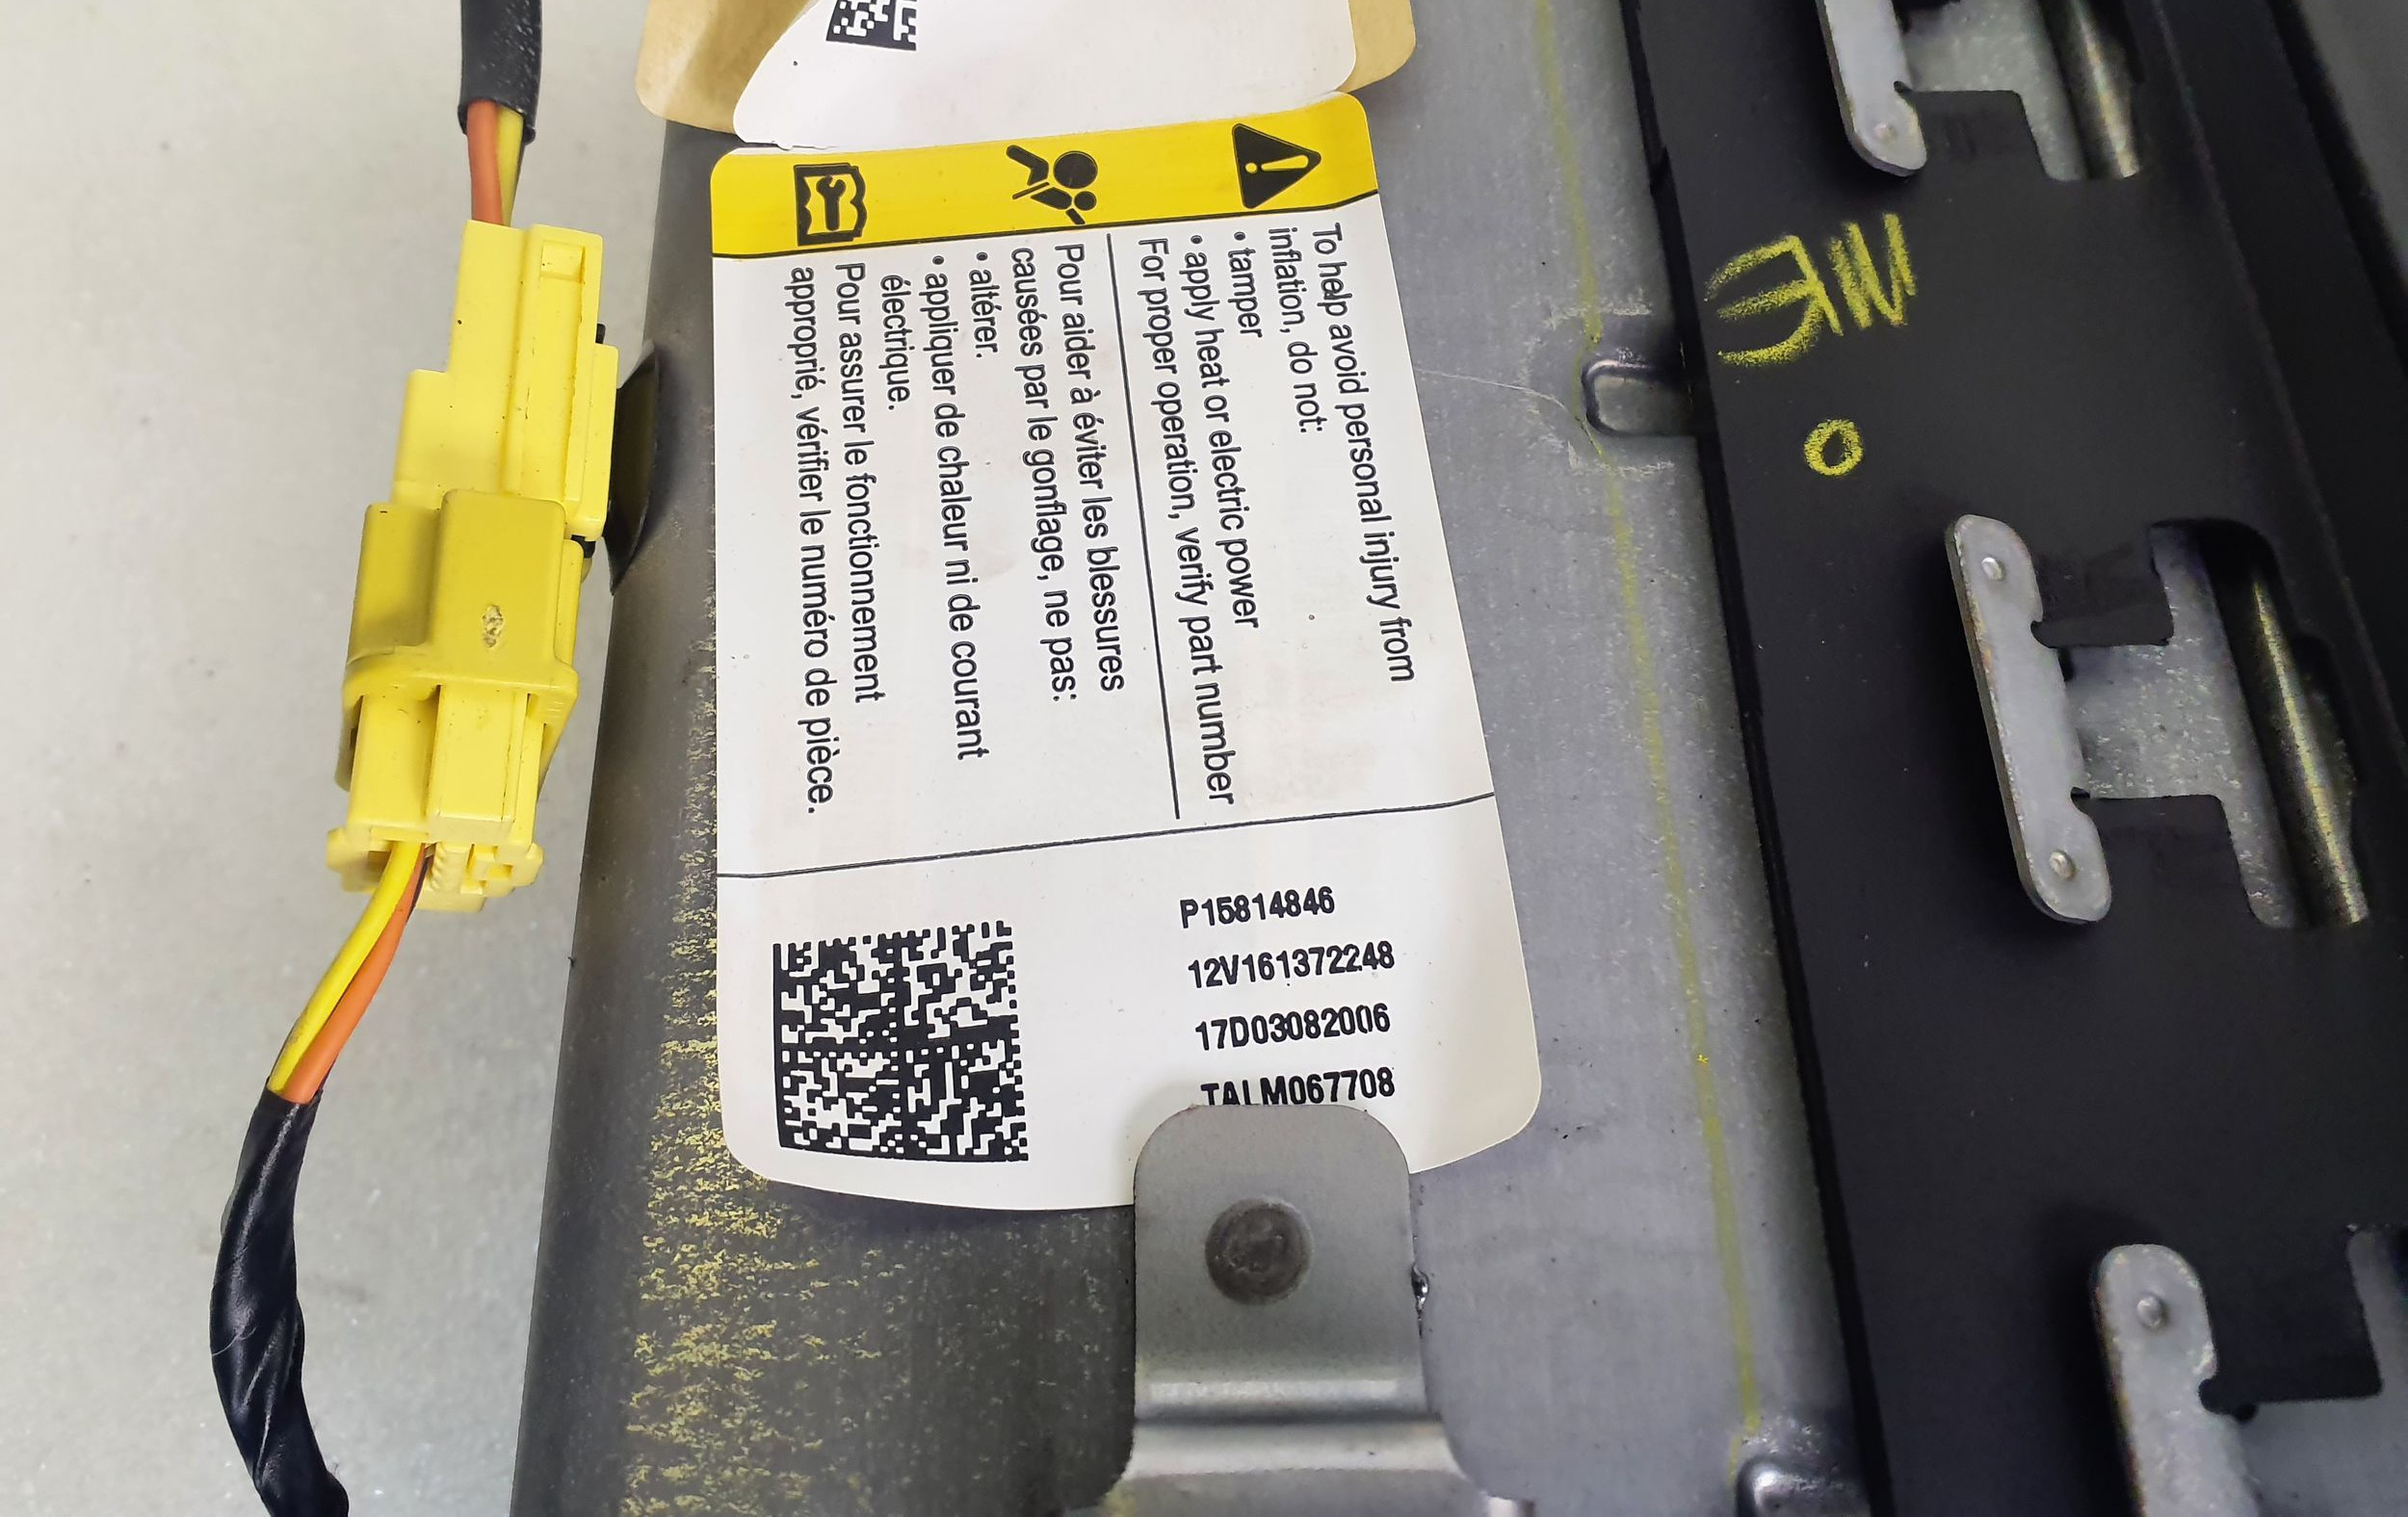 To help avoid personal injury from
inflation, do not:
• tamper
• apply heat or electric power
For proper operation, verify part number
Pour aider à éviter les blessures
causées par le gonflage, ne pas:
• altérer.
• appliquer de chaleur ni de courant
électrique.
Pour assurer le fonctionnement
approprié, vérifier le numéro de pièce.
P15814846
12V161372248
17D03082006
TALM067708